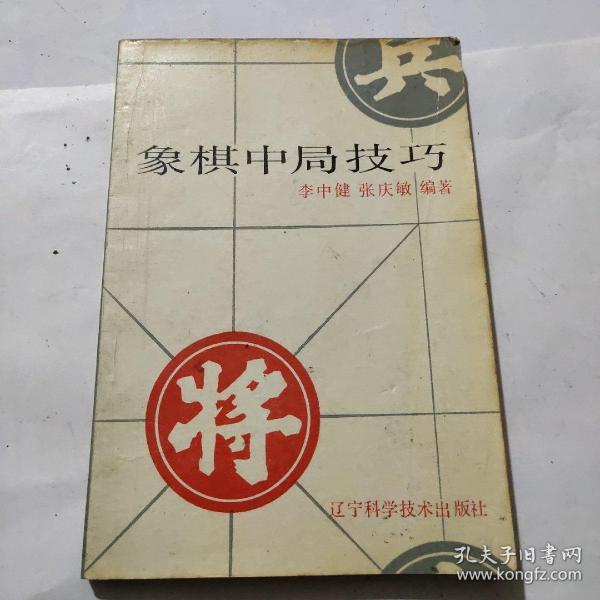 兵
象棋中局技巧
李中健 张庆敏 编著
将
辽宁科学技术出版社
孔夫子旧书网
www.kongfz.com